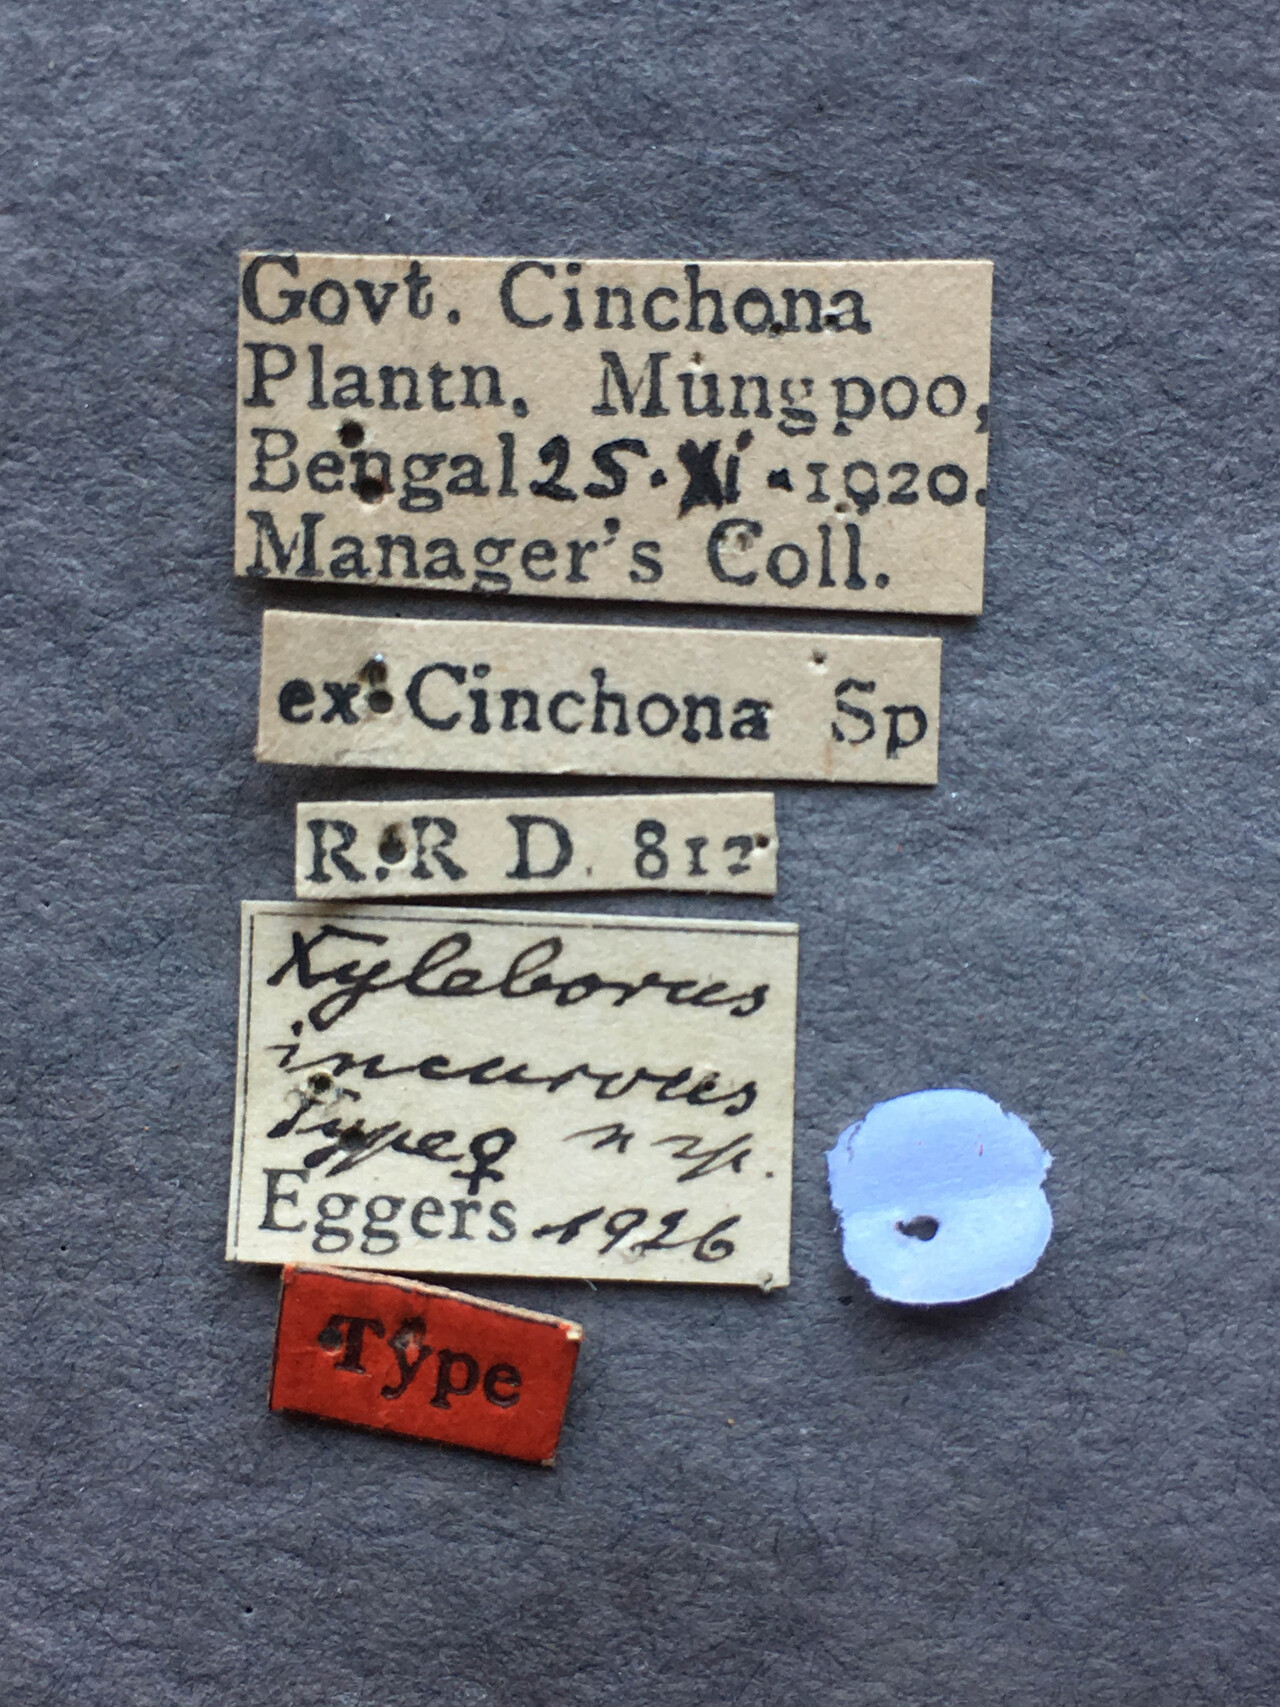 Govt. Cinchona
Plantn. Mungpoo,
Bengal 25.XI.1920.
Manager's Coll.
ex Cinchona Sp
R.R D. 812
Xyleborus
incurvus
Type ♀ n sp.
Eggers 1926
Type